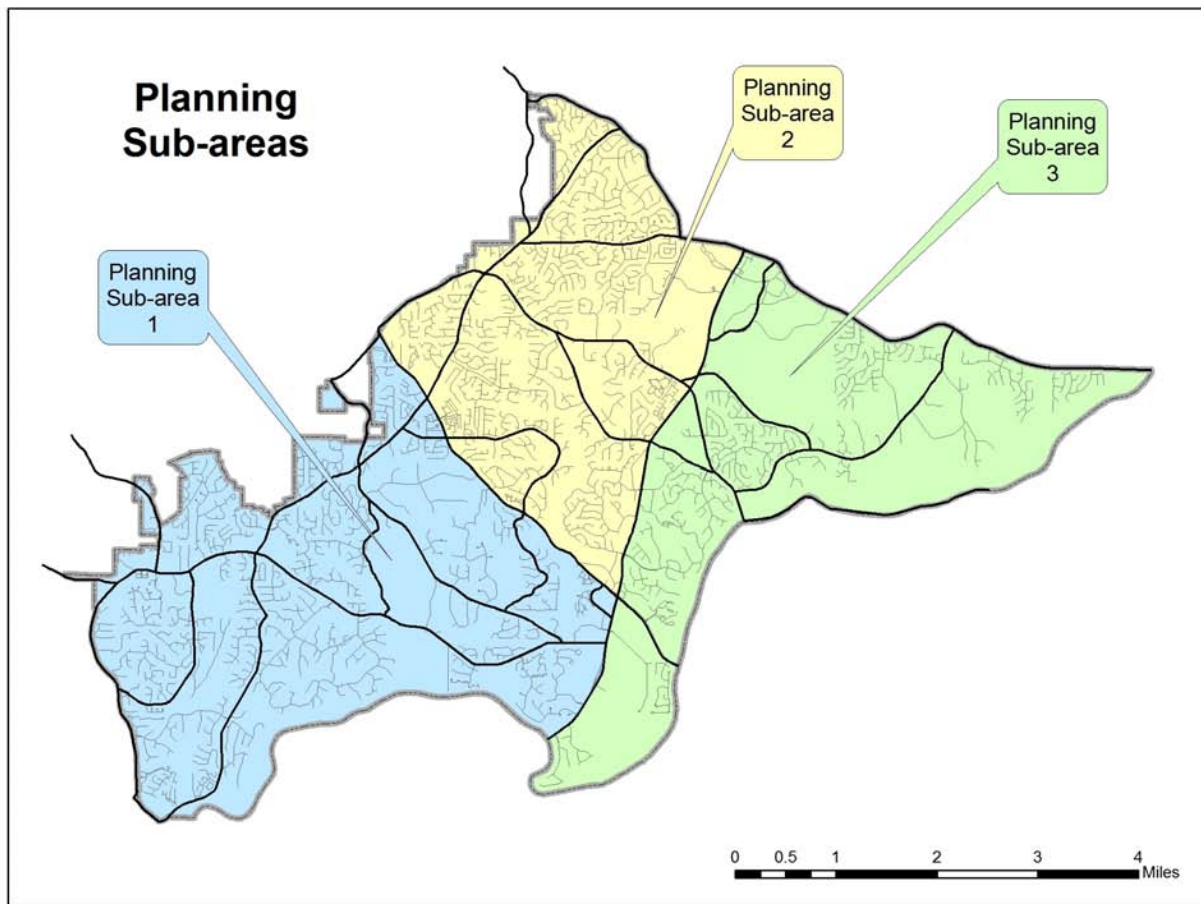 Planning
Sub-areas
Planning
Sub-area
2
Planning
Sub-area
3
Planning
Sub-area
1
0 0.5 1 2 3 4
Miles